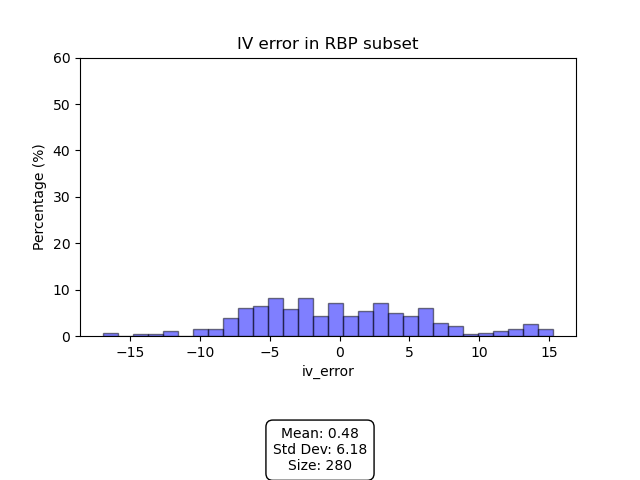 IV error in RBP subset
60
50
40
30
20
10
0
Percentage (%)
−15
−10
−5
0
5
10
15
iv_error
Mean: 0.48
Std Dev: 6.18
Size: 280